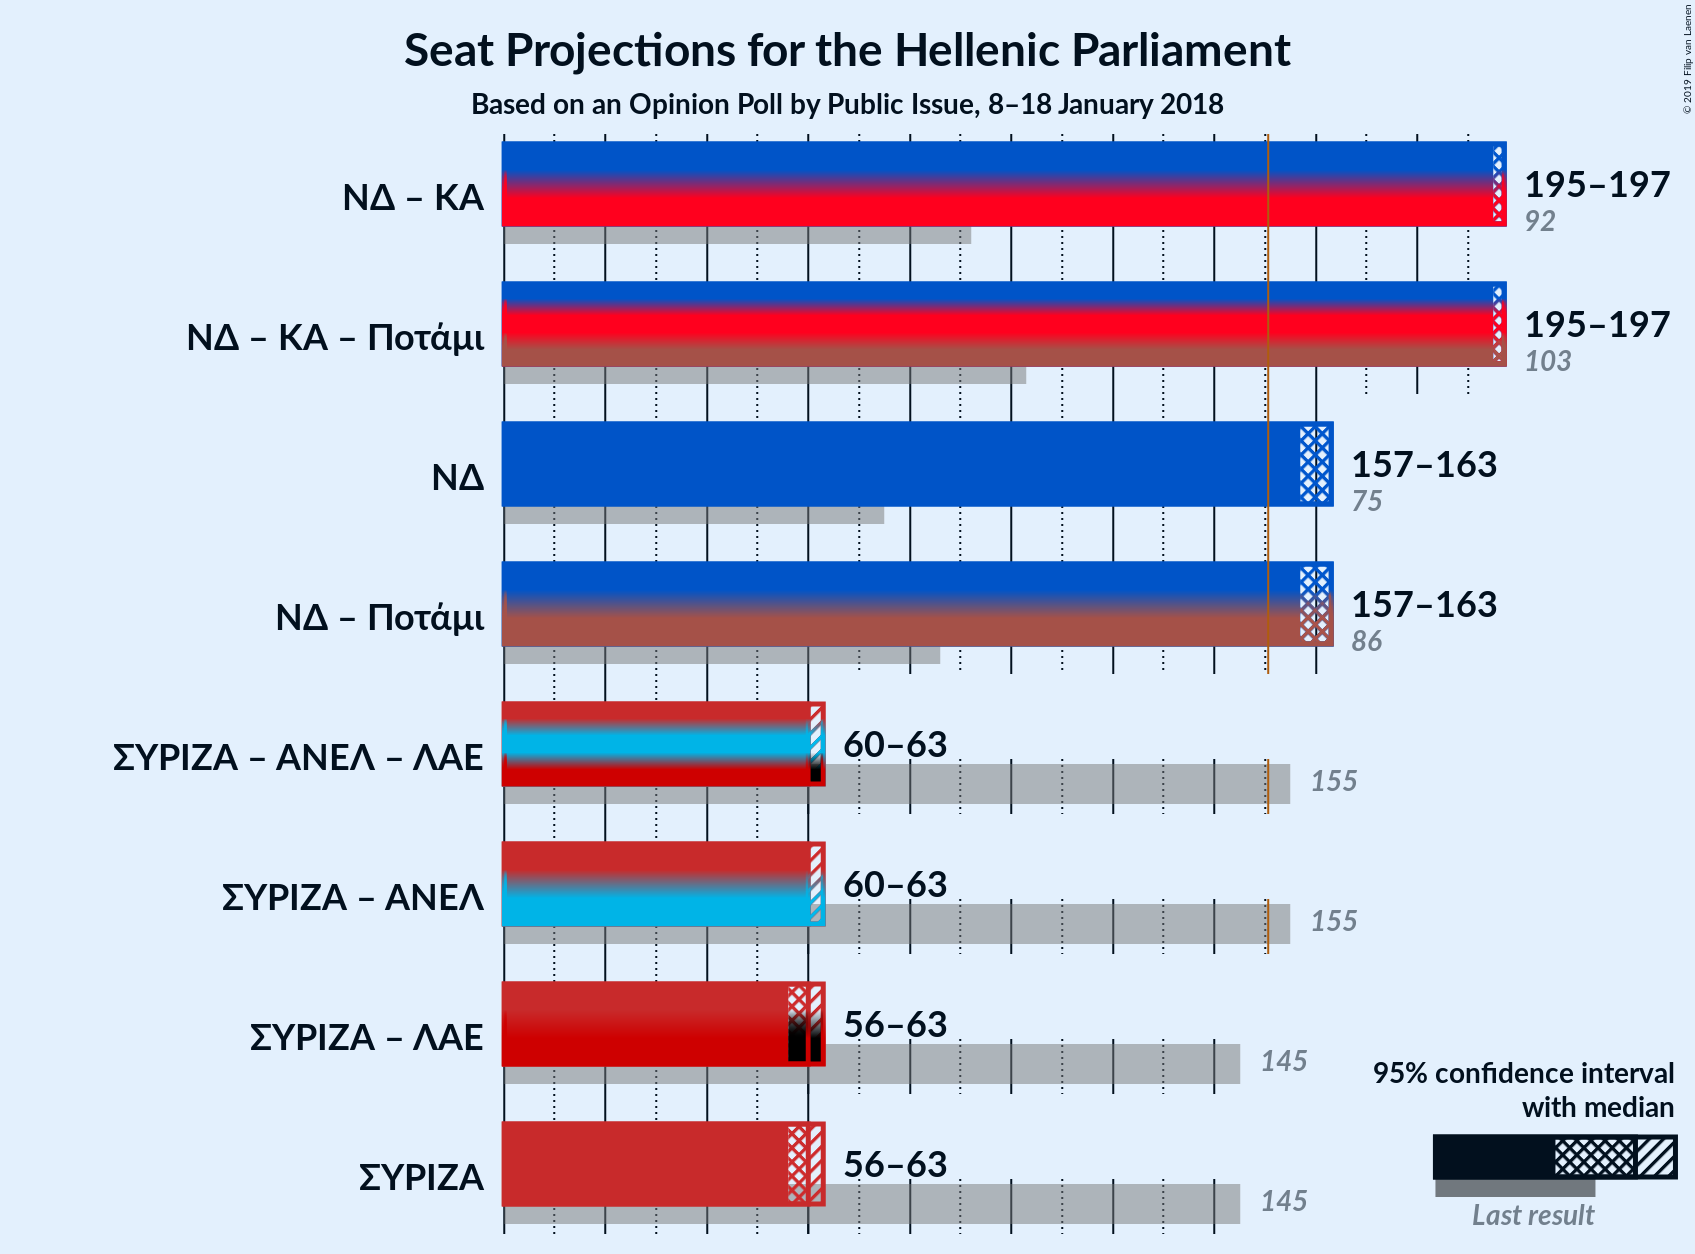 Seat Projections for the Hellenic Parliament
Based on an Opinion Poll by Public Issue, 8–18 January 2018
© 2019 Filip van Laenen
ΝΔ – ΚΑ
195–197
92
ΝΔ – ΚΑ – Ποτάμι
195–197
103
ΝΔ
157–163
75
ΝΔ – Ποτάμι
157–163
86
ΣΥΡΙΖΑ – ΑΝΕΛ – ΛΑΕ
60–63
155
ΣΥΡΙΖΑ – ΑΝΕΛ
60–63
155
ΣΥΡΙΖΑ – ΛΑΕ
56–63
145
ΣΥΡΙΖΑ
56–63
145
95% confidence interval
with median
Last result